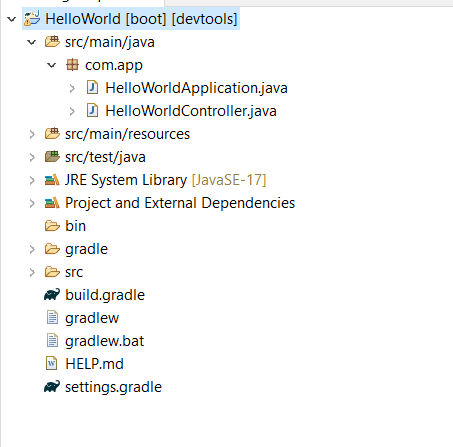 HelloWorld [boot] [devtools]
src/main/java
com.app
HelloWorldApplication.java
HelloWorldController.java
src/main/resources
src/test/java
JRE System Library [JavaSE-17]
Project and External Dependencies
bin
gradle
src
build.gradle
gradlew
gradlew.bat
HELP.md
settings.gradle